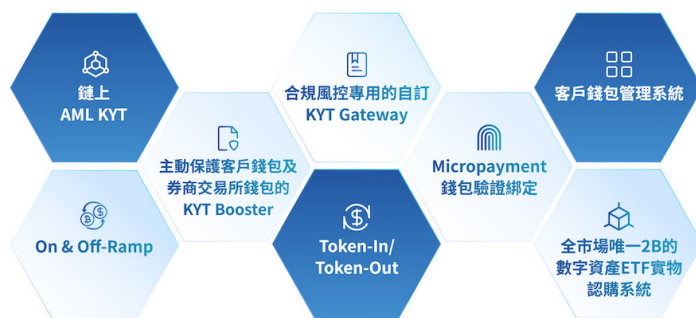 鏈上
AML KYT
合規風控專用的自訂
KYT Gateway
客戶錢包管理系統
主動保護客戶錢包及
券商交易所錢包的
KYT Booster
Micropayment
錢包驗證綁定
On & Off-Ramp
Token-In/
Token-Out
全市場唯一2B的
數字資產ETF實物
認購系統